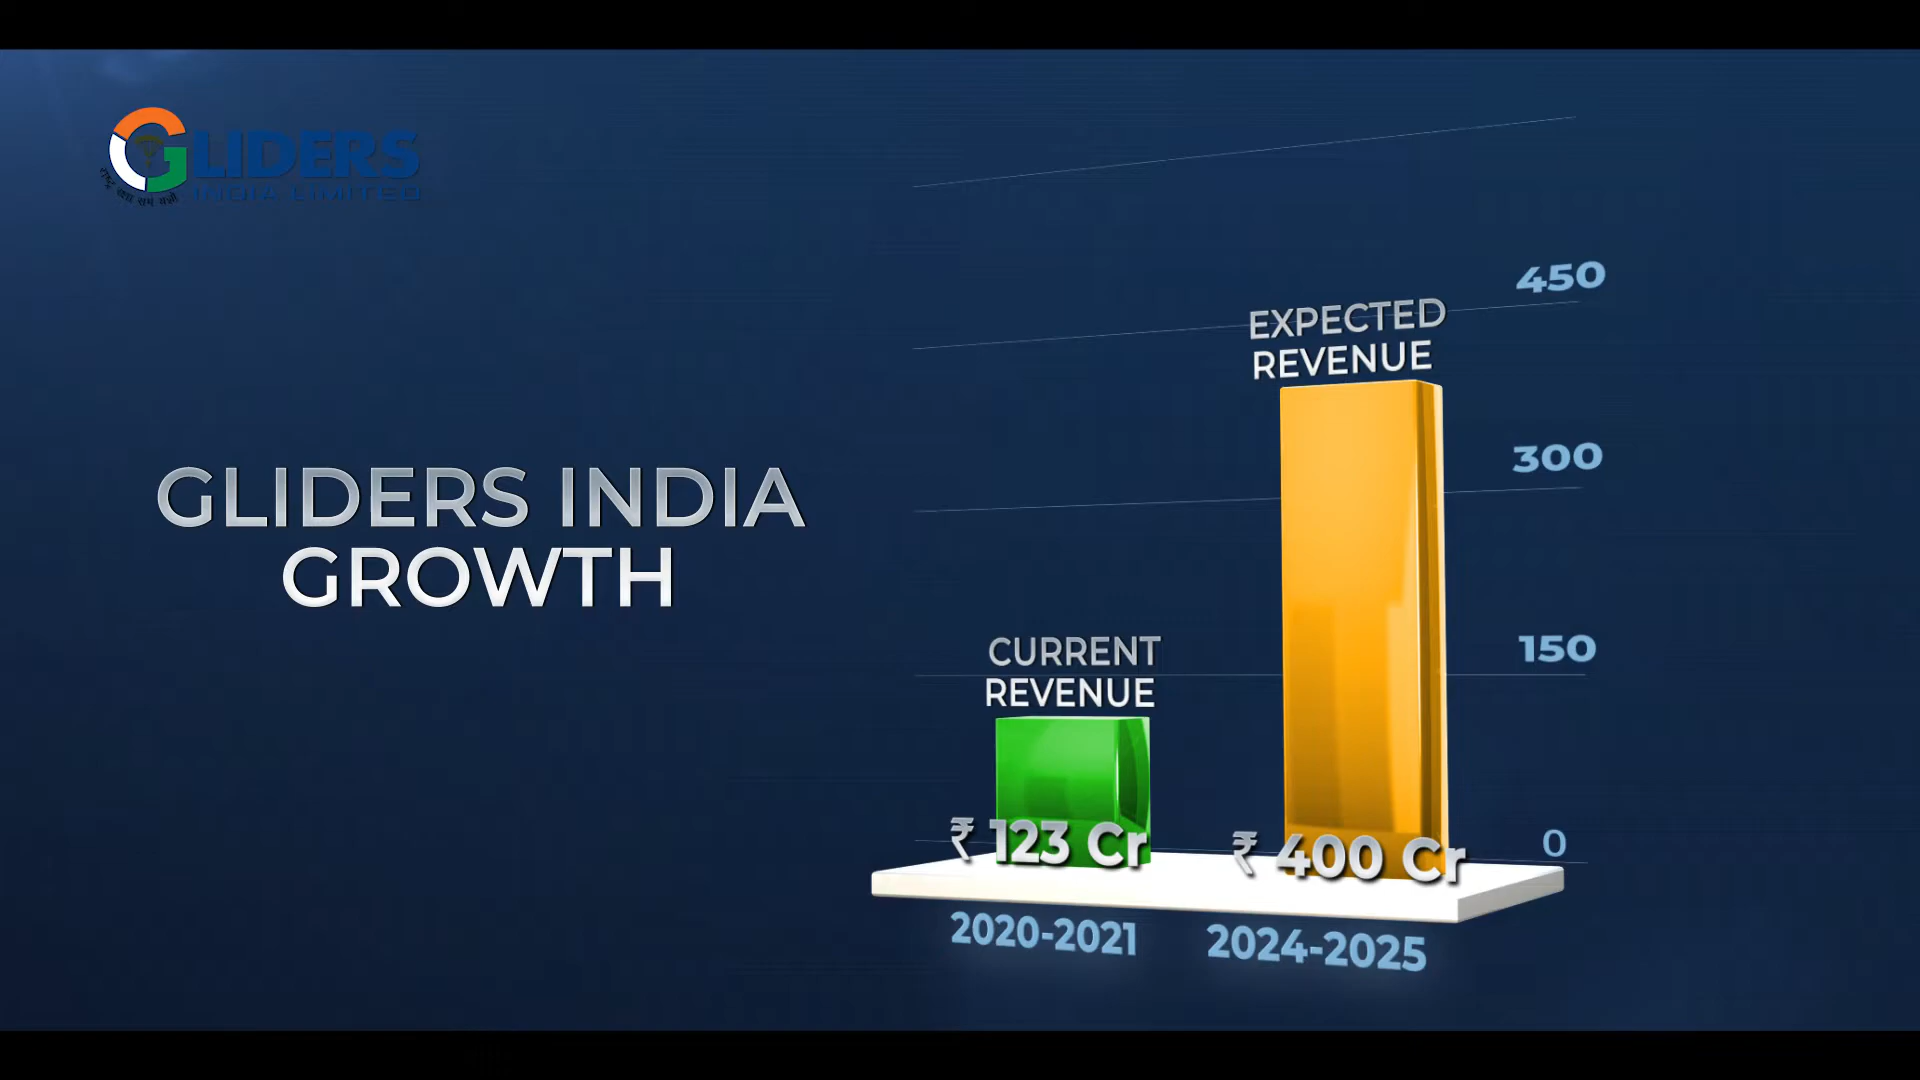 GLIDERS
INDIA LIMITED
GLIDERS INDIA
GROWTH
450
EXPECTED
REVENUE
300
150
CURRENT
REVENUE
0
₹ 123 Cr
₹ 400 Cr
2020-2021
2024-2025